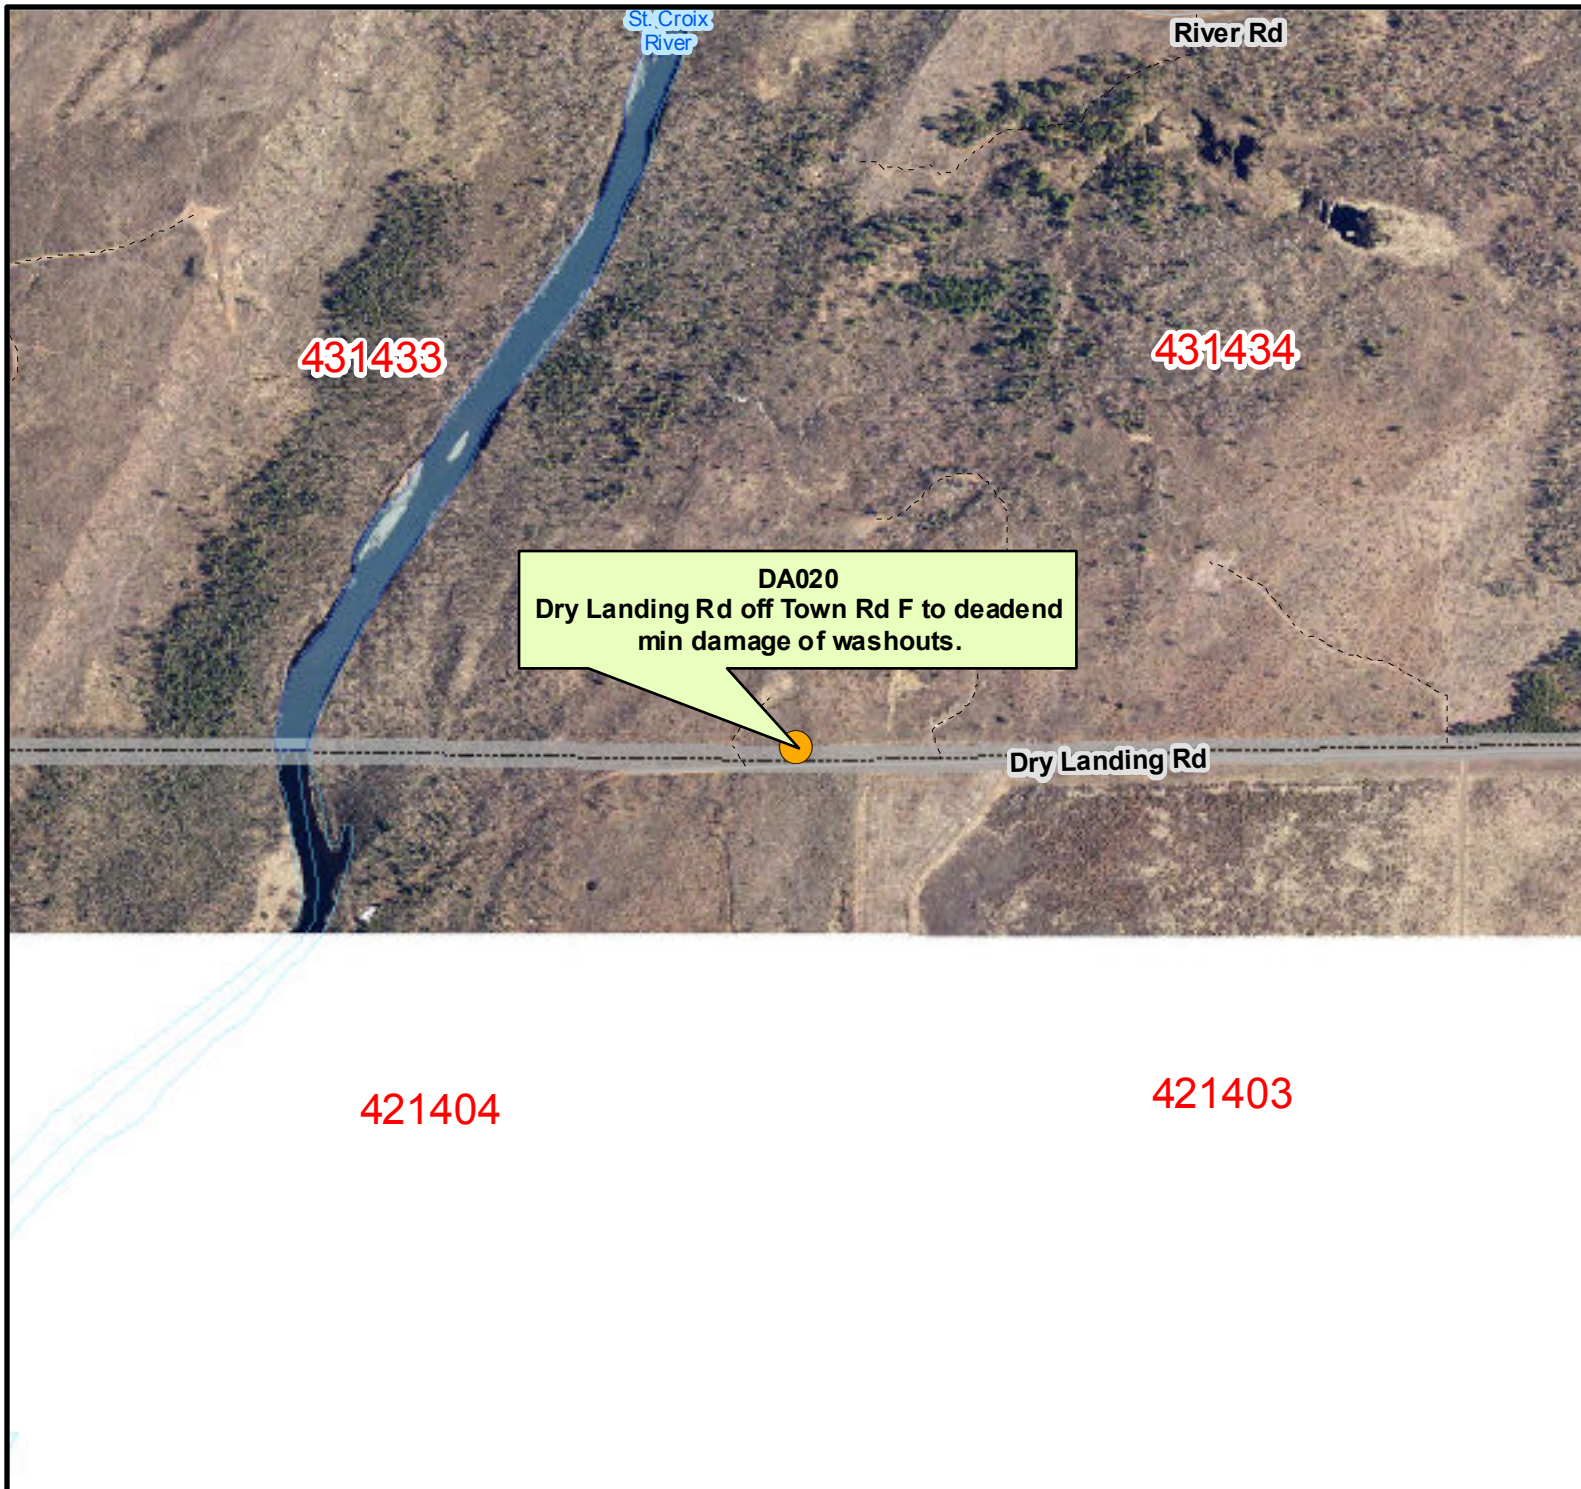 St. Croix
River
River Rd
431433
431434
DA020
Dry Landing Rd off Town Rd F to deadend
min damage of washouts.
Dry Landing Rd
421404
421403